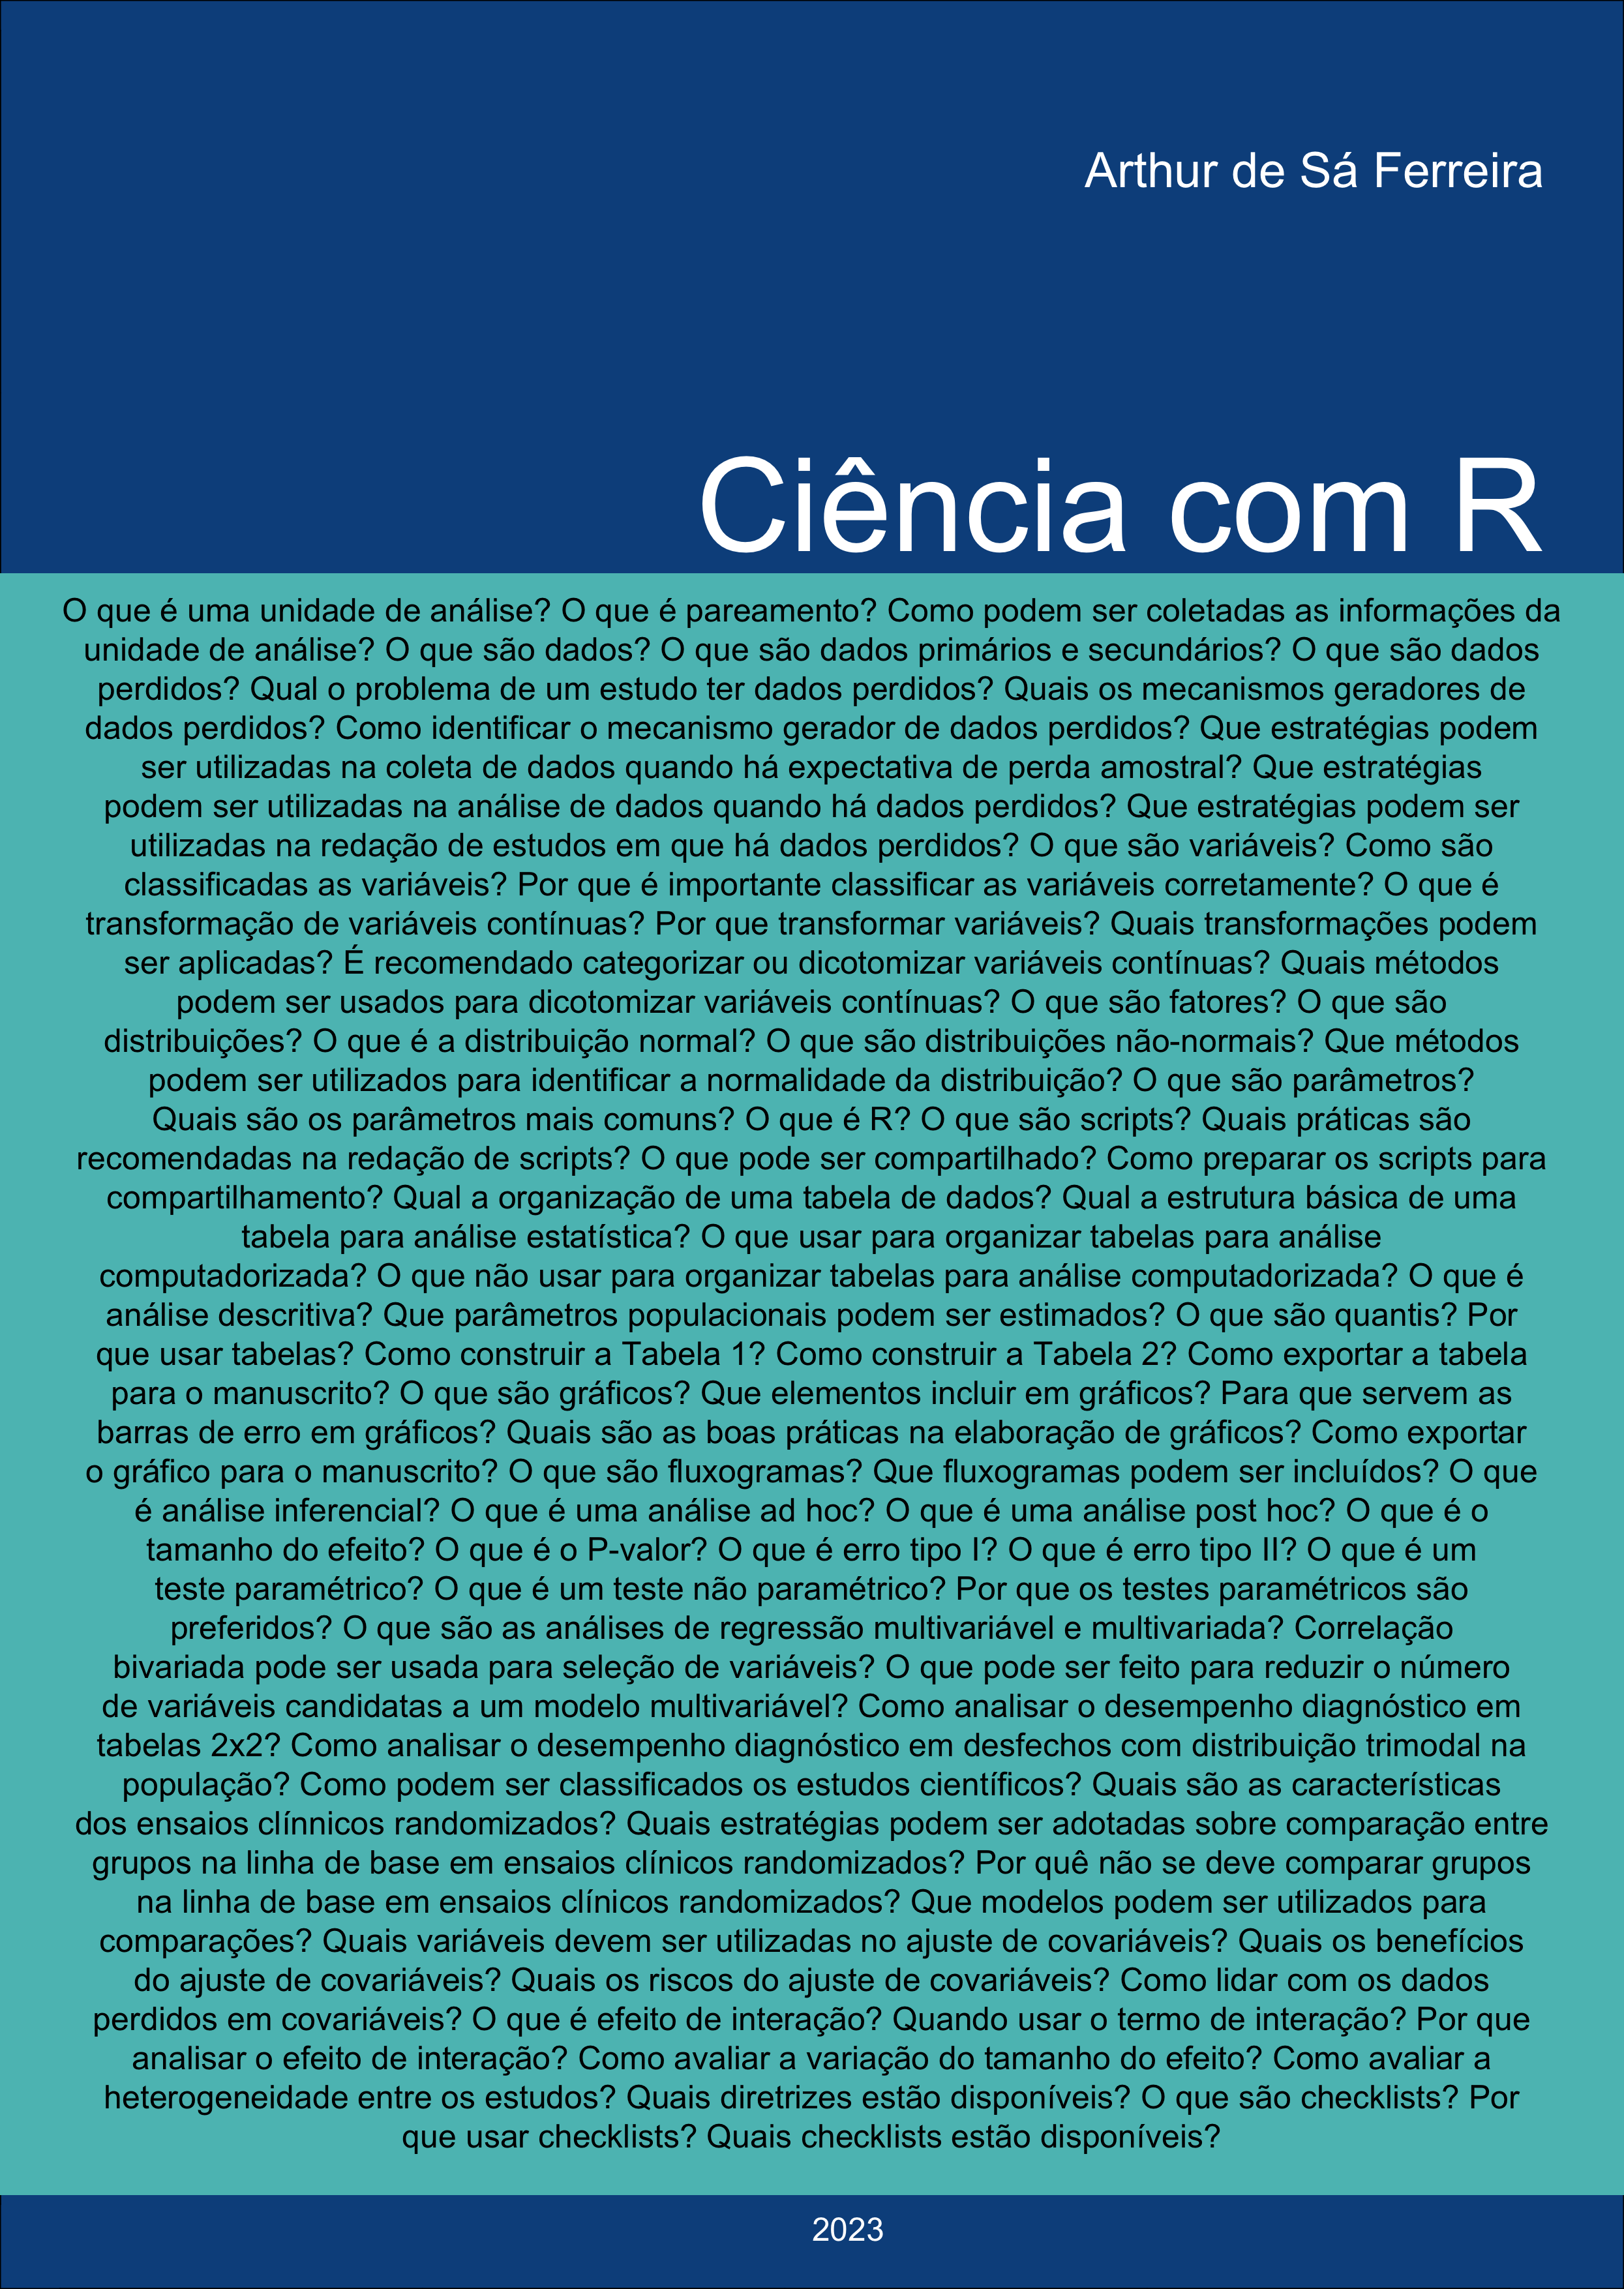 Arthur de Sá Ferreira
Ciência com R
O que é uma unidade de análise? O que é pareamento? Como podem ser coletadas as informações da
unidade de análise? O que são dados? O que são dados primários e secundários? O que são dados
perdidos? Qual o problema de um estudo ter dados perdidos? Quais os mecanismos geradores de
dados perdidos? Como identificar o mecanismo gerador de dados perdidos? Que estratégias podem
ser utilizadas na coleta de dados quando há expectativa de perda amostral? Que estratégias
podem ser utilizadas na análise de dados quando há dados perdidos? Que estratégias podem ser
utilizadas na redação de estudos em que há dados perdidos? O que são variáveis? Como são
classificadas as variáveis? Por que é importante classificar as variáveis corretamente? O que é
transformação de variáveis contínuas? Por que transformar variáveis? Quais transformações podem
ser aplicadas? É recomendado categorizar ou dicotomizar variáveis contínuas? Quais métodos
podem ser usados para dicotomizar variáveis contínuas? O que são fatores? O que são
distribuições? O que é a distribuição normal? O que são distribuições não-normais? Que métodos
podem ser utilizados para identificar a normalidade da distribuição? O que são parâmetros?
Quais são os parâmetros mais comuns? O que é R? O que são scripts? Quais práticas são
recomendadas na redação de scripts? O que pode ser compartilhado? Como preparar os scripts para
compartilhamento? Qual a organização de uma tabela de dados? Qual a estrutura básica de uma
tabela para análise estatística? O que usar para organizar tabelas para análise
computadorizada? O que não usar para organizar tabelas para análise computadorizada? O que é
análise descritiva? Que parâmetros populacionais podem ser estimados? O que são quantis? Por
que usar tabelas? Como construir a Tabela 1? Como construir a Tabela 2? Como exportar a tabela
para o manuscrito? O que são gráficos? Que elementos incluir em gráficos? Para que servem as
barras de erro em gráficos? Quais são as boas práticas na elaboração de gráficos? Como exportar
o gráfico para o manuscrito? O que são fluxogramas? Que fluxogramas podem ser incluídos? O que
é análise inferencial? O que é uma análise ad hoc? O que é uma análise post hoc? O que é o
tamanho do efeito? O que é o P-valor? O que é erro tipo I? O que é erro tipo II? O que é um
teste paramétrico? O que é um teste não paramétrico? Por que os testes paramétricos são
preferidos? O que são as análises de regressão multivariável e multivariada? Correlação
bivariada pode ser usada para seleção de variáveis? O que pode ser feito para reduzir o número
de variáveis candidatas a um modelo multivariável? Como analisar o desempenho diagnóstico em
tabelas 2x2? Como analisar o desempenho diagnóstico em desfechos com distribuição trimodal na
população? Como podem ser classificados os estudos científicos? Quais são as características
dos ensaios clínnicos randomizados? Quais estratégias podem ser adotadas sobre comparação entre
grupos na linha de base em ensaios clínicos randomizados? Por quê não se deve comparar grupos
na linha de base em ensaios clínicos randomizados? Que modelos podem ser utilizados para
comparações? Quais variáveis devem ser utilizadas no ajuste de covariáveis? Quais os benefícios
do ajuste de covariáveis? Quais os riscos do ajuste de covariáveis? Como lidar com os dados
perdidos em covariáveis? O que é efeito de interação? Quando usar o termo de interação? Por que
analisar o efeito de interação? Como avaliar a variação do tamanho do efeito? Como avaliar a
heterogeneidade entre os estudos? Quais diretrizes estão disponíveis? O que são checklists? Por
que usar checklists? Quais checklists estão disponíveis?
2023